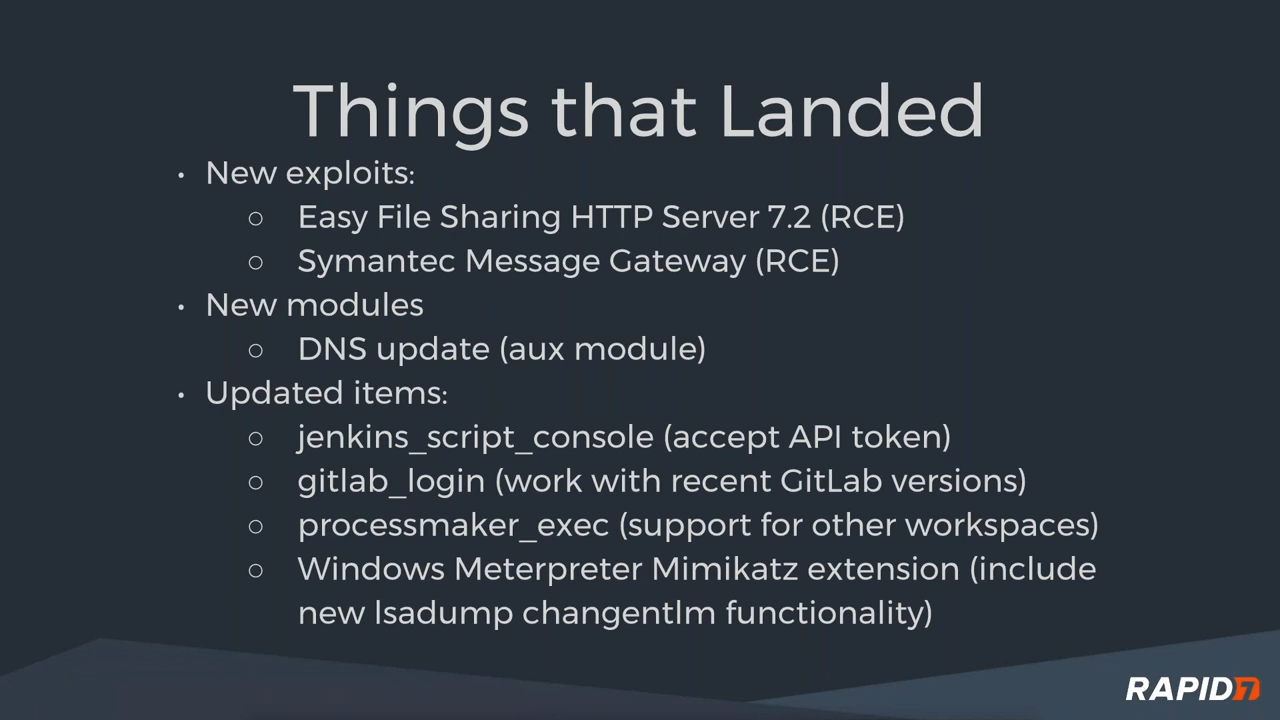 Things that Landed
• New exploits:
○ Easy File Sharing HTTP Server 7.2 (RCE)
○ Symantec Message Gateway (RCE)
• New modules
○ DNS update (aux module)
• Updated items:
○ jenkins_script_console (accept API token)
○ gitlab_login (work with recent GitLab versions)
○ processmaker_exec (support for other workspaces)
○ Windows Meterpreter Mimikatz extension (include
new lsadump changentlm functionality)
RAPID7